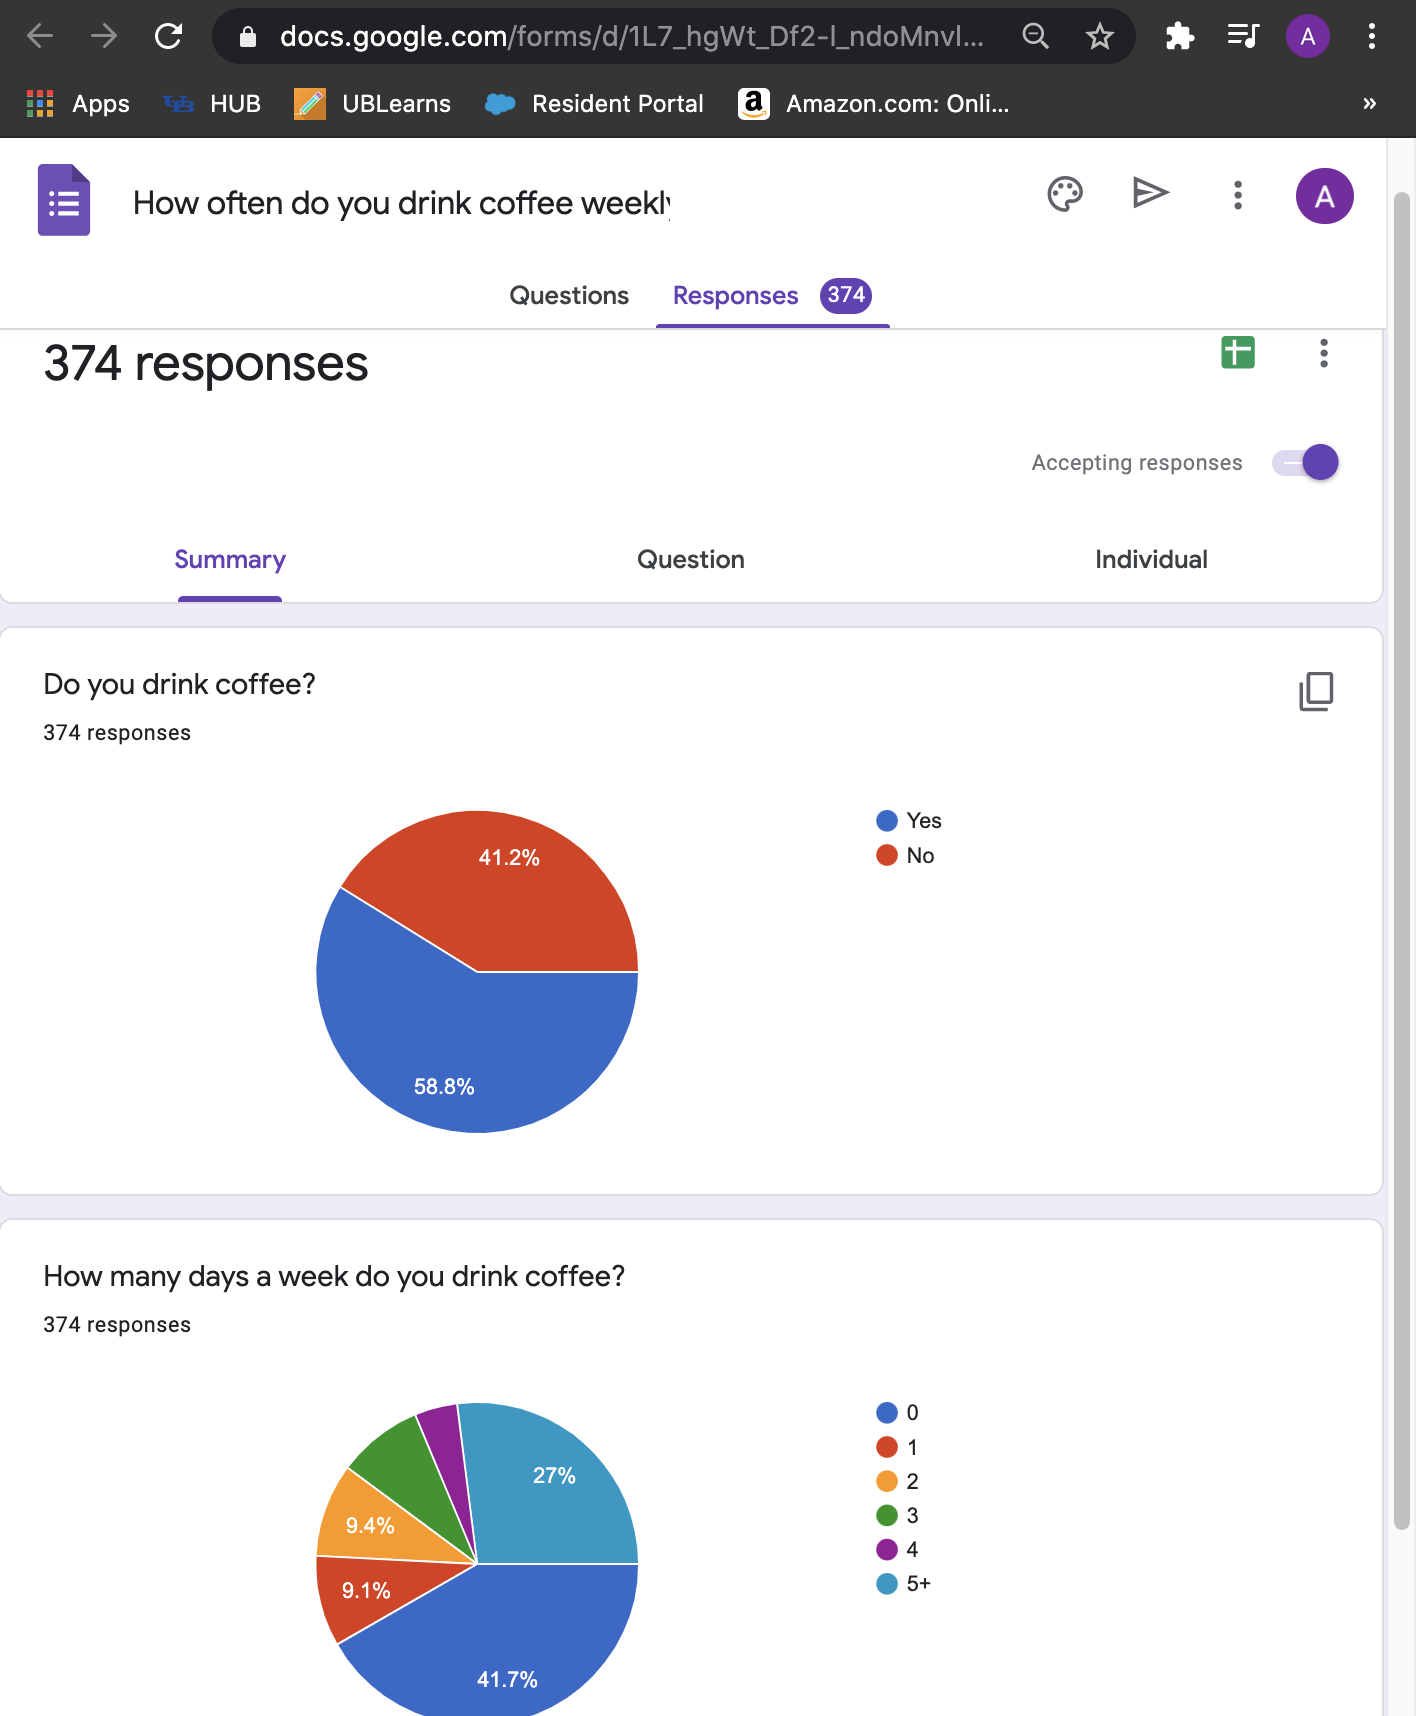 docs.google.com/forms/d/1L7_hgWt_Df2-l_ndoMnvl...
A
Apps
UB HUB
UBLearns
Resident Portal
a Amazon.com: Onli...
»
How often do you drink coffee weekly
A
Questions
Responses 374
374 responses
Accepting responses
Summary
Question
Individual
Do you drink coffee?
374 responses
41.2%
58.8%
Yes
No
How many days a week do you drink coffee?
374 responses
27%
9.4%
9.1%
41.7%
0
1
2
3
4
5+